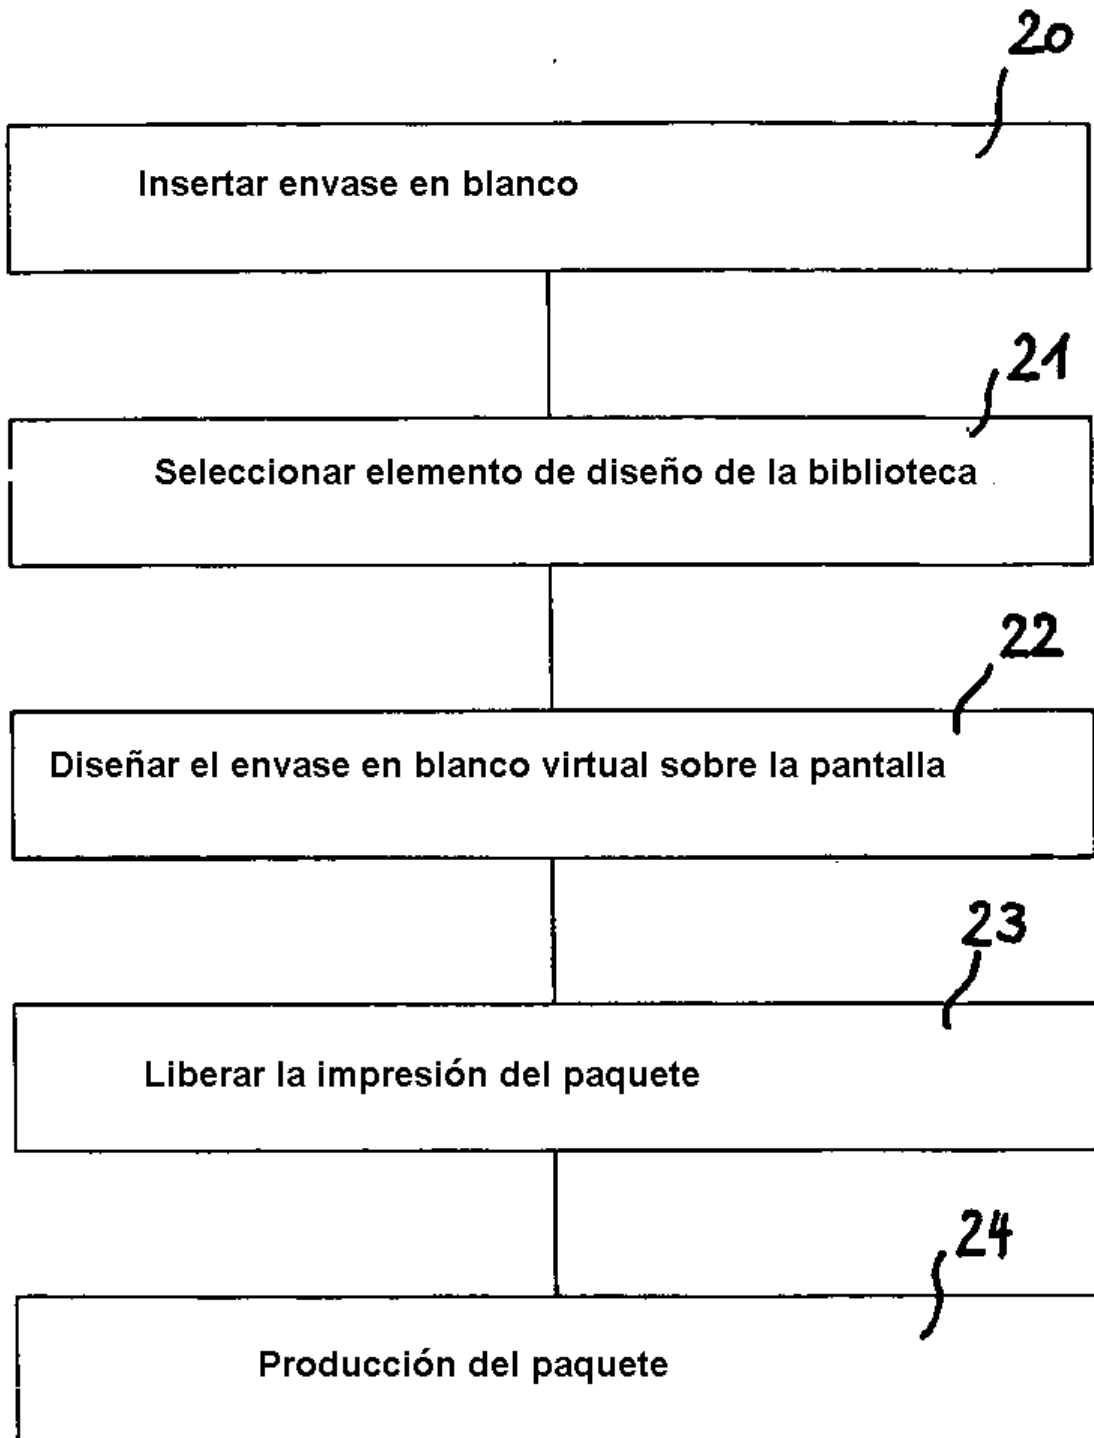 20
Insertar envase en blanco
21
Seleccionar elemento de diseño de la biblioteca
22
Diseñar el envase en blanco virtual sobre la pantalla
23
Liberar la impresión del paquete
24
Producción del paquete